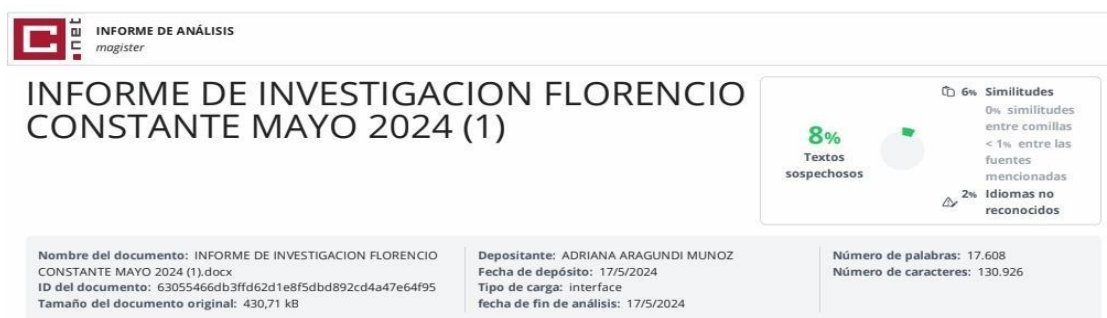 C
.net
INFORME DE ANÁLISIS
magister
INFORME DE INVESTIGACION FLORENCIO
CONSTANTE MAYO 2024 (1)
8%
Textos
sospechosos
6% Similitudes
0% similitudes
entre comillas
< 1% entre las
fuentes
mencionadas
2% Idiomas no
reconocidos
Nombre del documento: INFORME DE INVESTIGACION FLORENCIO
CONSTANTE MAYO 2024 (1).docx
ID del documento: 63055466db3ffd62d1e8f5dbd892cd4a47e64f95
Tamaño del documento original: 430,71 kB
Depositante: ADRIANA ARAGUNDI MUNOZ
Fecha de depósito: 17/5/2024
Tipo de carga: interface
fecha de fin de análisis: 17/5/2024
Número de palabras: 17.608
Número de caracteres: 130.926